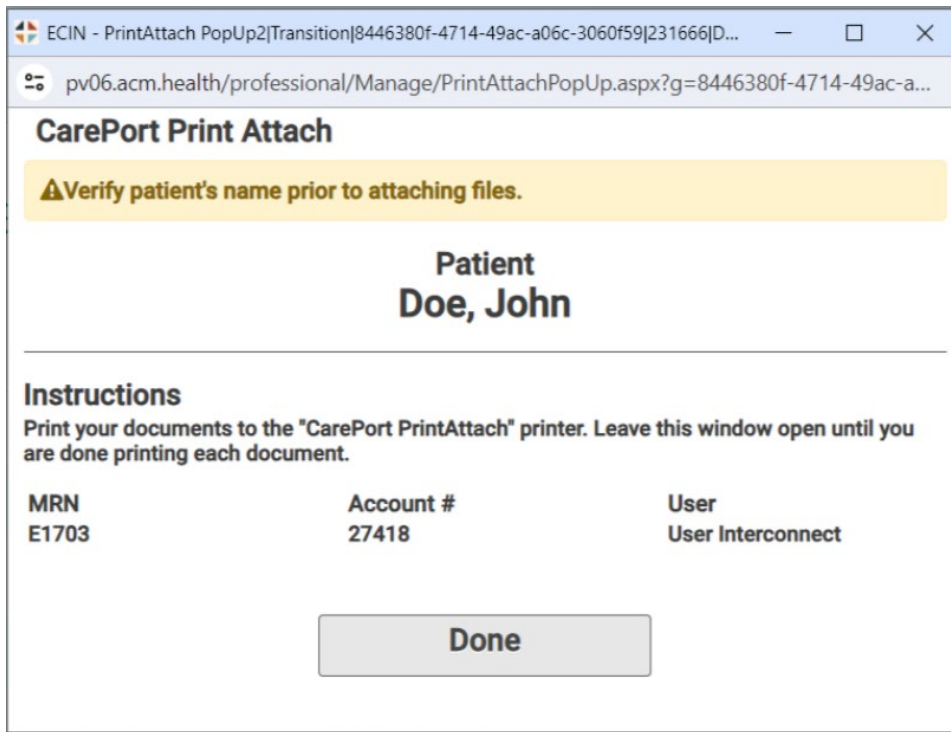 ECIN - PrintAttach PopUp2|Transition|8446380f-4714-49ac-a06c-3060f59|231666|D...
pv06.acm.health/professional/Manage/PrintAttachPopUp.aspx?g=8446380f-4714-49ac-a...
CarePort Print Attach
Verify patient's name prior to attaching files.
Patient
Doe, John
Instructions
Print your documents to the "CarePort PrintAttach" printer. Leave this window open until you
are done printing each document.
MRN Account # User
E1703 27418 User Interconnect
Done